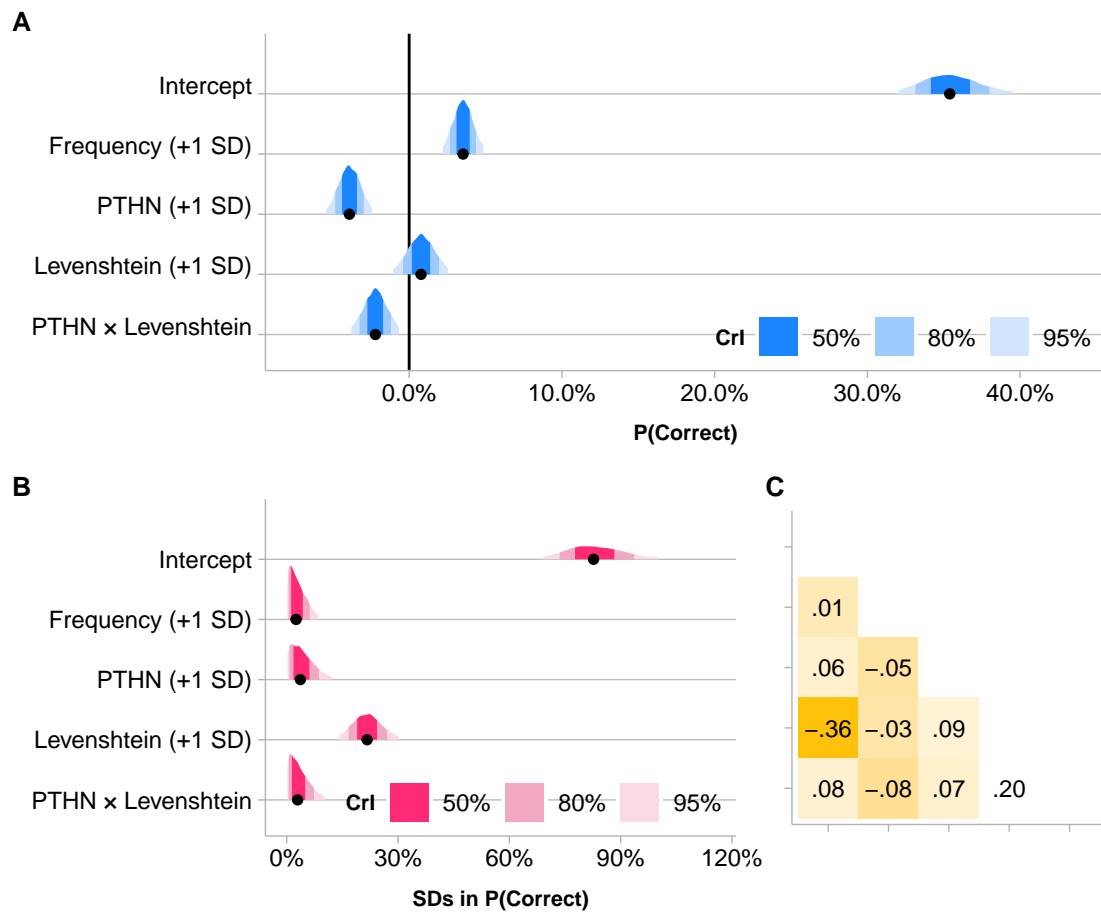 A
Intercept
Frequency (+1 SD)
PTHN (+1 SD)
Levenshtein (+1 SD)
PTHN × Levenshtein
CrI 50% 80% 95%
0.0% 10.0% 20.0% 30.0% 40.0%
P(Correct)
B
Intercept
Frequency (+1 SD)
PTHN (+1 SD)
Levenshtein (+1 SD)
PTHN × Levenshtein
CrI 50% 80% 95%
0% 30% 60% 90% 120%
SDs in P(Correct)
C
.01
.06 −.05
−.36 −.03 .09
.08 −.08 .07 .20